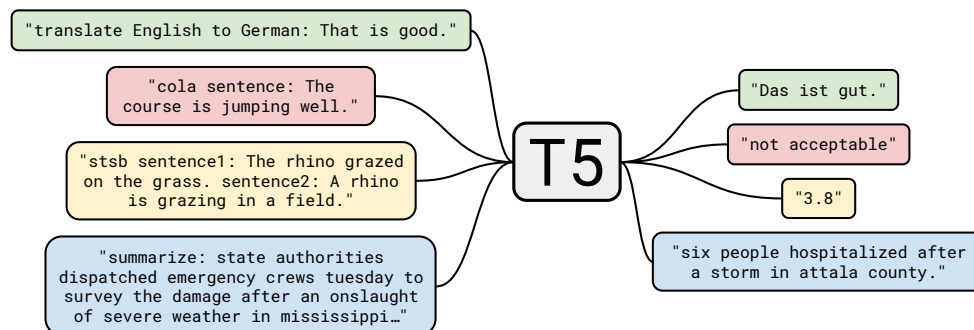 "translate English to German: That is good."
"cola sentence: The
course is jumping well."
"stsb sentence1: The rhino grazed
on the grass. sentence2: A rhino
is grazing in a field."
"summarize: state authorities
dispatched emergency crews tuesday to
survey the damage after an onslaught
of severe weather in mississippi…"
T5
"Das ist gut."
"not acceptable"
"3.8"
"six people hospitalized after
a storm in attala county."